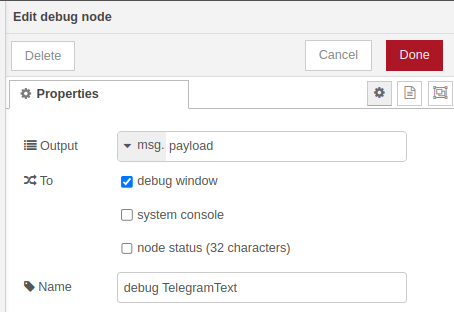 Edit debug node
Delete
Cancel
Done
Properties
Output
msg. payload
To
debug window
system console
node status (32 characters)
Name
debug TelegramText